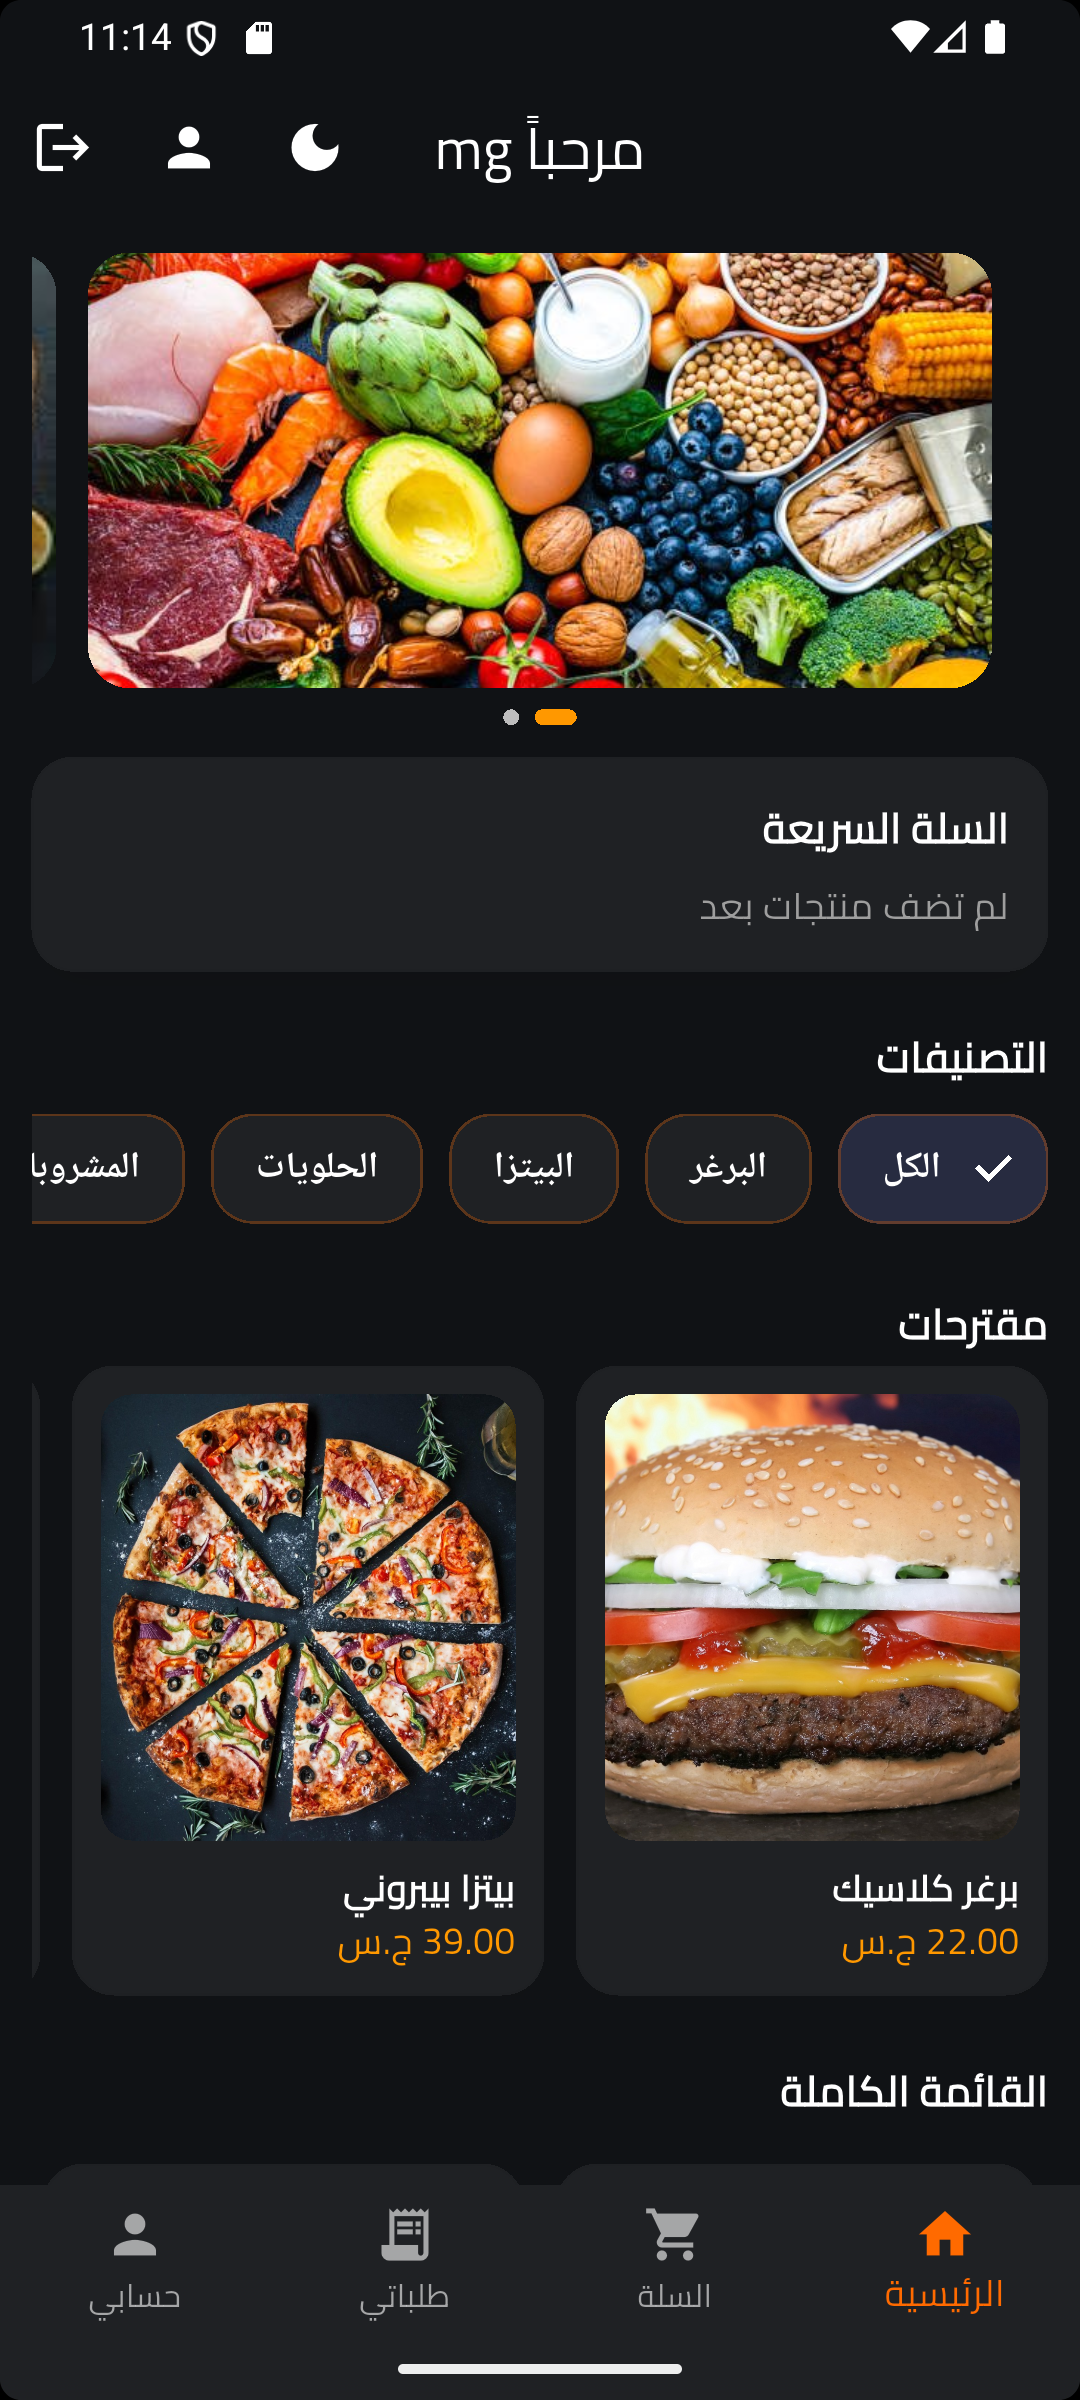 11:14
مرحباً mg
السلة السريعة
لم تضف منتجات بعد
التصنيفات
الكل
البرغر
البيتزا
الحلويات
المشروبا
مقترحات
برغر كلاسيك
22.00 ج.س
بيتزا بيبروني
39.00 ج.س
القائمة الكاملة
الرئيسية
السلة
طلباتي
حسابي